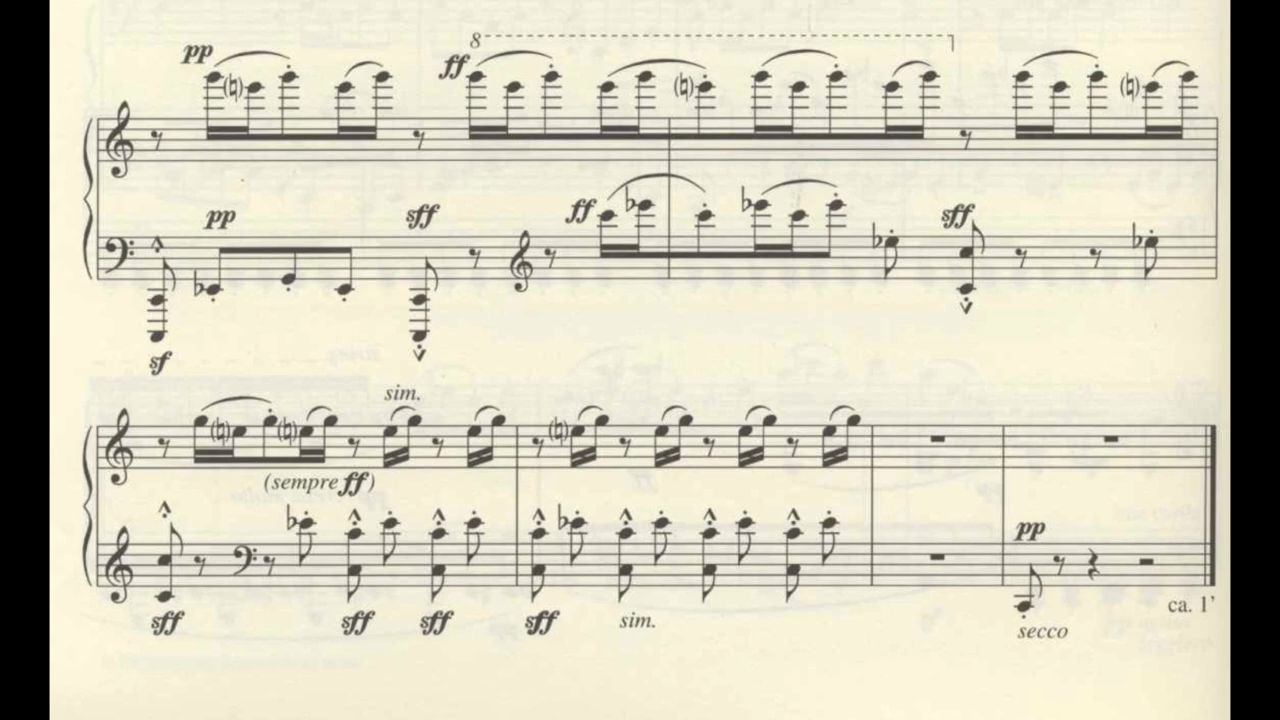 pp
8
ff
pp sff ff sff
sf
sim.
(sempre ff)
pp
sff sff sff sff sim.
ca. 1'
secco